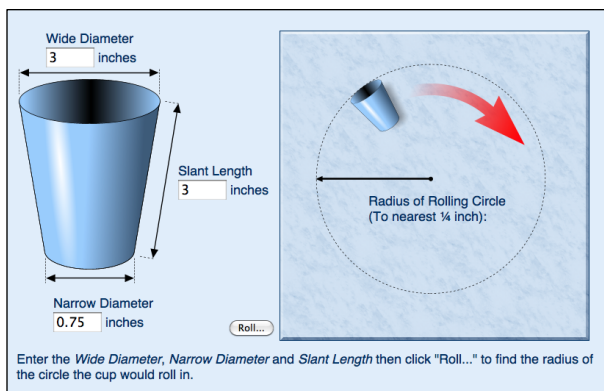 Wide Diameter
3 inches
Slant Length
3 inches
Radius of Rolling Circle
(To nearest ¼ inch):
Narrow Diameter
0.75 inches
Roll...
Enter the Wide Diameter, Narrow Diameter and Slant Length then click "Roll..." to find the radius of
the circle the cup would roll in.